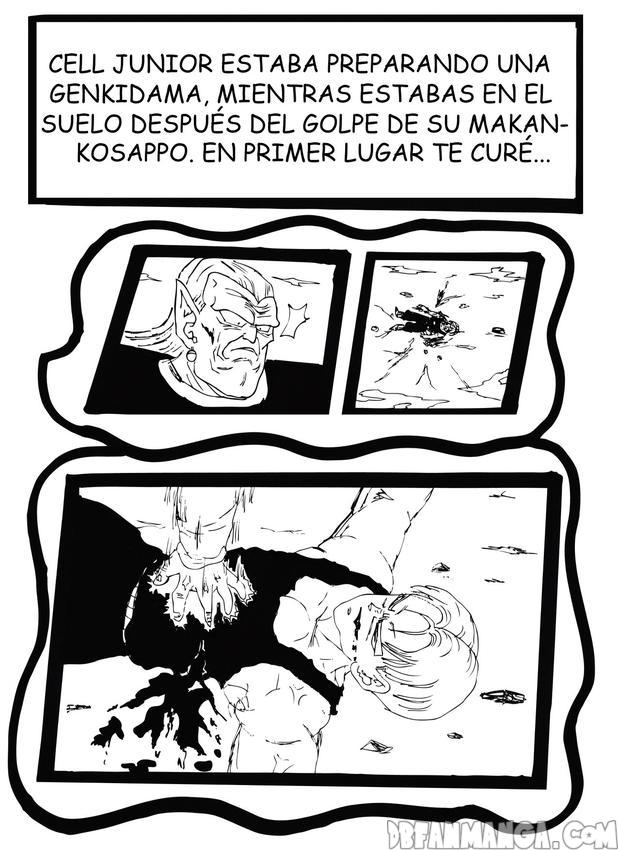 CELL JUNIOR ESTABA PREPARANDO UNA
GENKIDAMA, MIENTRAS ESTABAS EN EL
SUELO DESPUÉS DEL GOLPE DE SU MAKAN-
KOSAPPO. EN PRIMER LUGAR TE CURÉ...
DBFANMANGA.COM